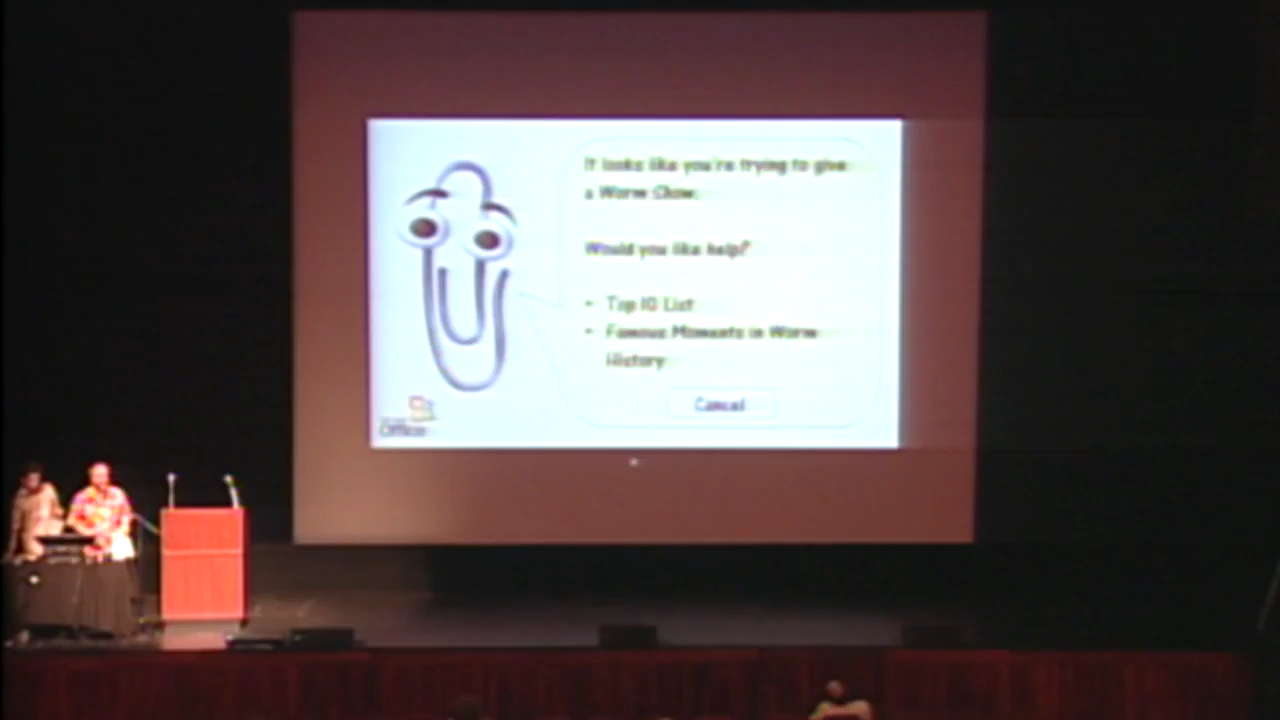 It looks like you're trying to give
a Worm Show.
Would you like help?
• Top 10 List
• Famous Moments in Worm
History
Cancel
Office